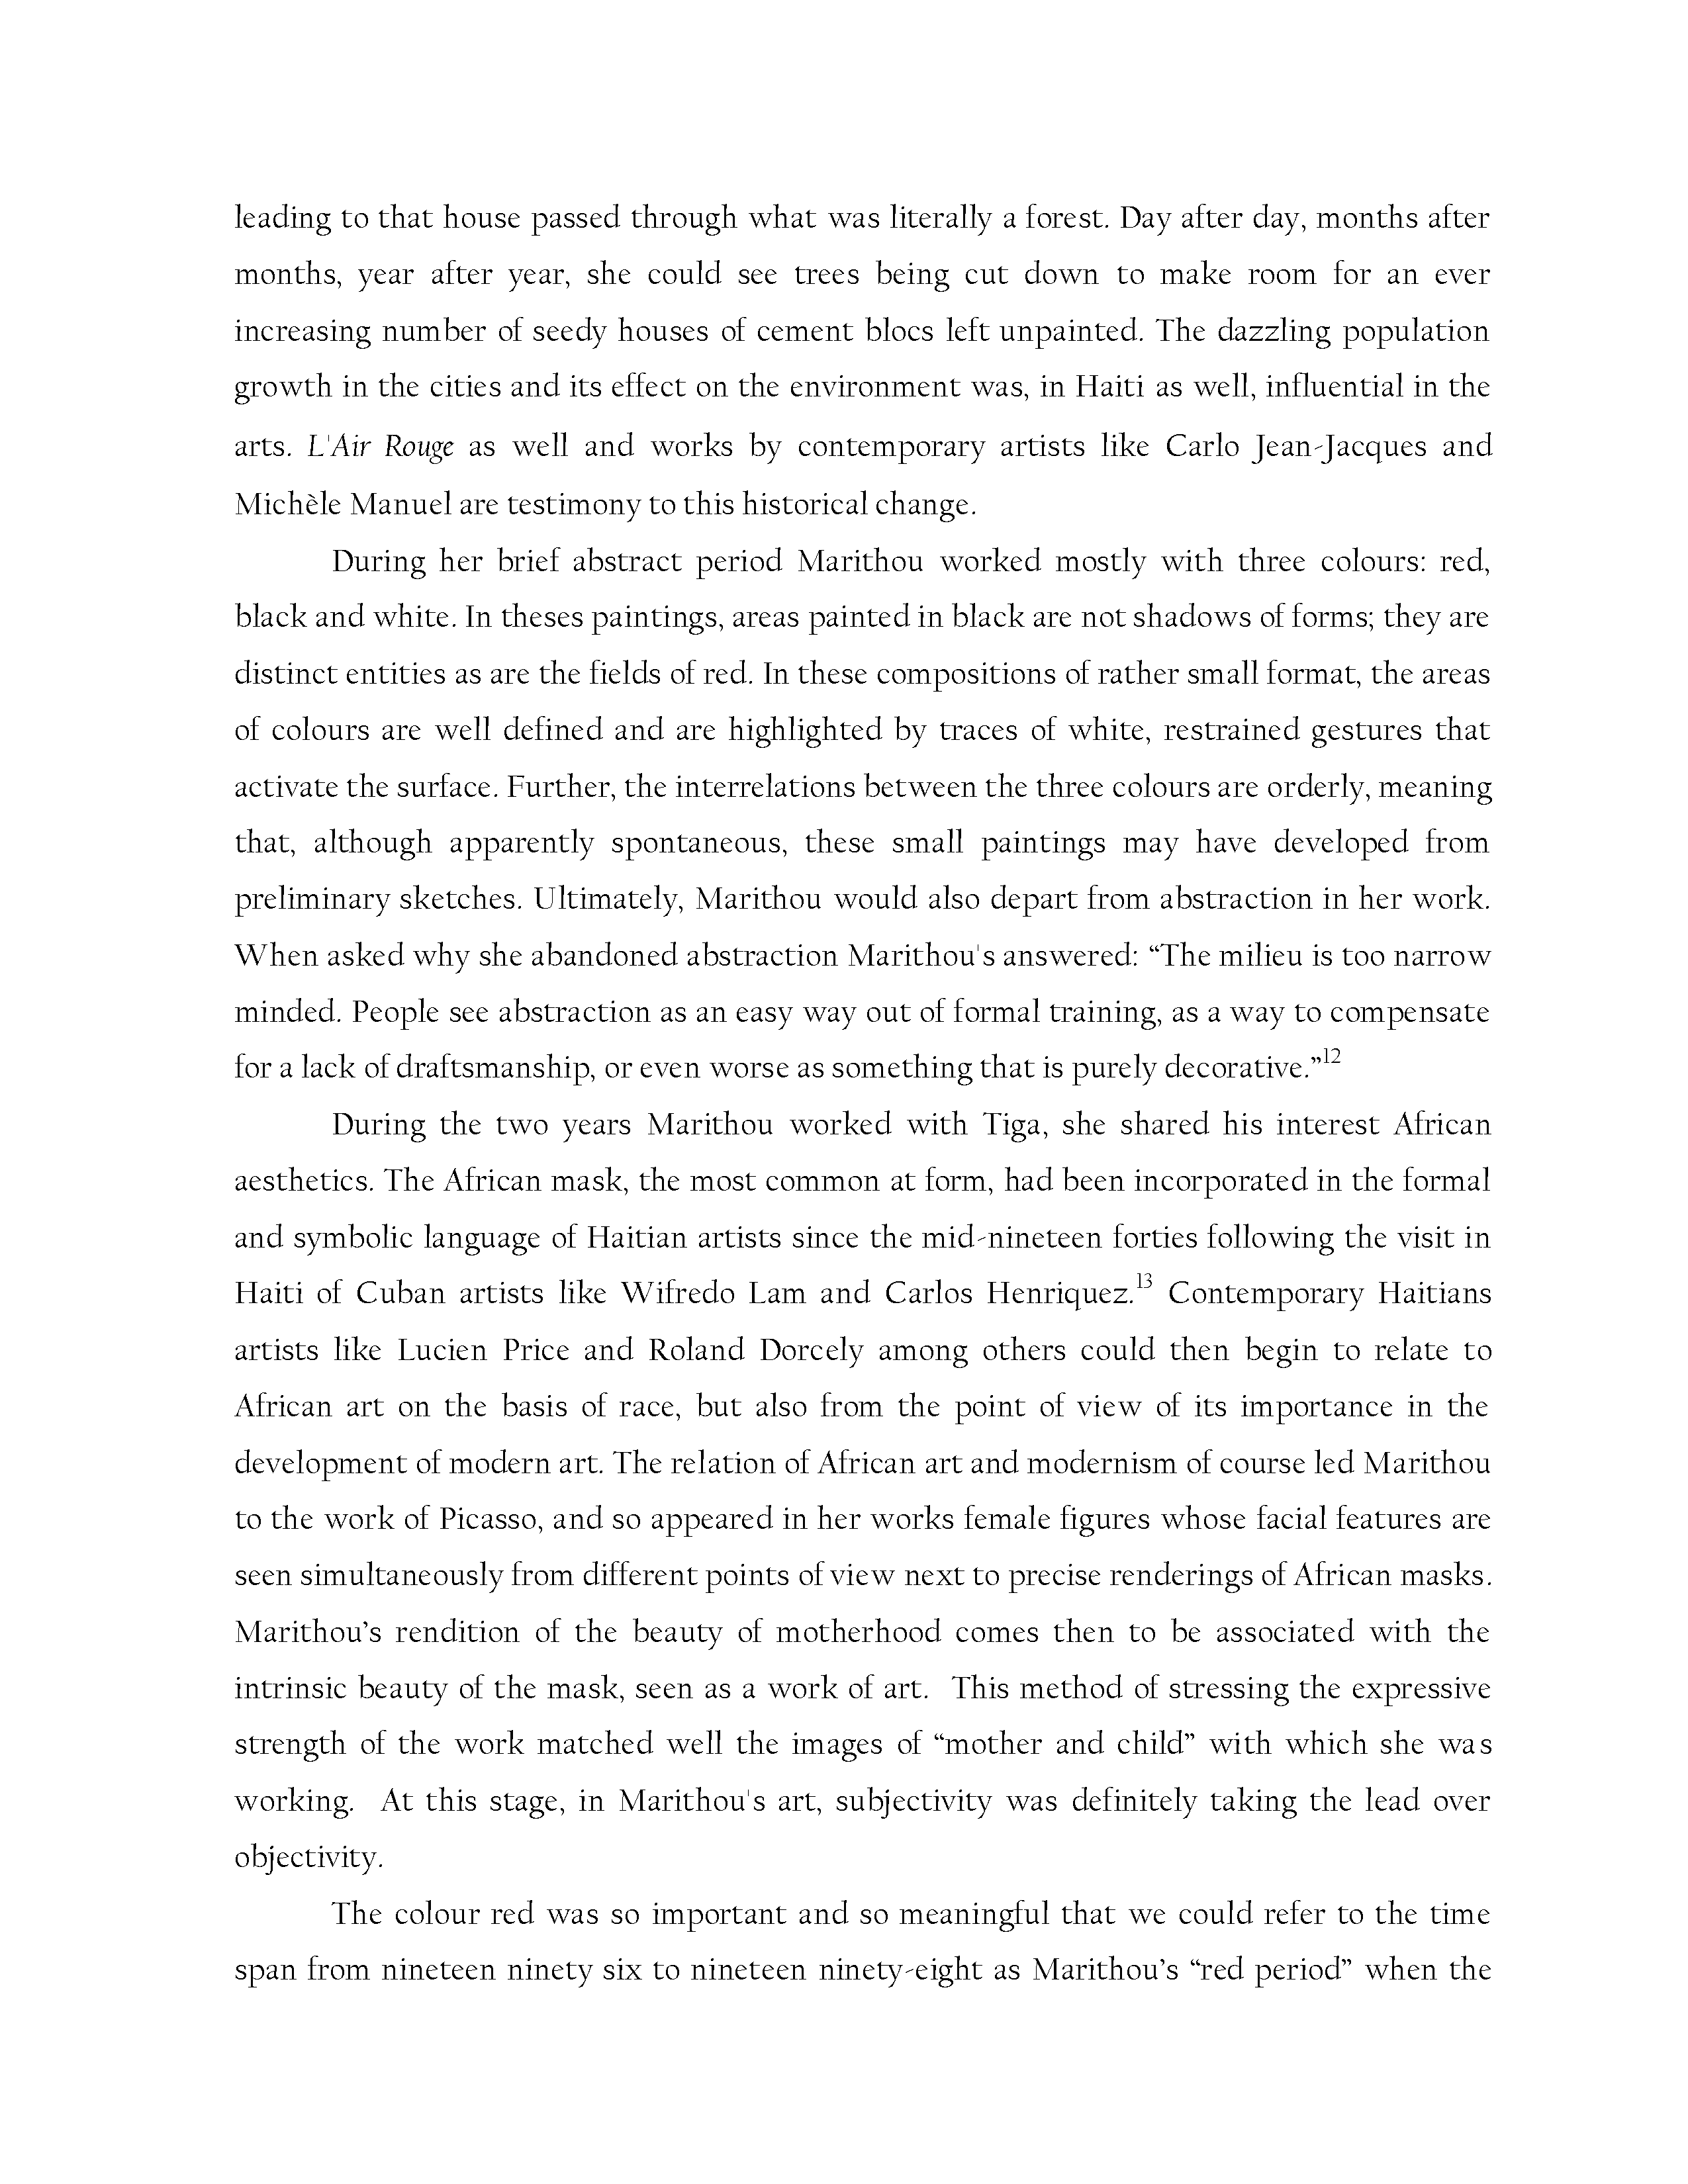 leading to that house passed through what was literally a forest. Day after day, months after
months, year after year, she could see trees being cut down to make room for an ever
increasing number of seedy houses of cement blocs left unpainted. The dazzling population
growth in the cities and its effect on the environment was, in Haiti as well, influential in the
arts. L'Air Rouge as well and works by contemporary artists like Carlo Jean-Jacques and
Michèle Manuel are testimony to this historical change.
During her brief abstract period Marithou worked mostly with three colours: red,
black and white. In theses paintings, areas painted in black are not shadows of forms; they are
distinct entities as are the fields of red. In these compositions of rather small format, the areas
of colours are well defined and are highlighted by traces of white, restrained gestures that
activate the surface. Further, the interrelations between the three colours are orderly, meaning
that, although apparently spontaneous, these small paintings may have developed from
preliminary sketches. Ultimately, Marithou would also depart from abstraction in her work.
When asked why she abandoned abstraction Marithou's answered: “The milieu is too narrow
minded. People see abstraction as an easy way out of formal training, as a way to compensate
for a lack of draftsmanship, or even worse as something that is purely decorative.”12
During the two years Marithou worked with Tiga, she shared his interest African
aesthetics. The African mask, the most common at form, had been incorporated in the formal
and symbolic language of Haitian artists since the mid-nineteen forties following the visit in
Haiti of Cuban artists like Wifredo Lam and Carlos Henriquez.13 Contemporary Haitians
artists like Lucien Price and Roland Dorcely among others could then begin to relate to
African art on the basis of race, but also from the point of view of its importance in the
development of modern art. The relation of African art and modernism of course led Marithou
to the work of Picasso, and so appeared in her works female figures whose facial features are
seen simultaneously from different points of view next to precise renderings of African masks.
Marithou’s rendition of the beauty of motherhood comes then to be associated with the
intrinsic beauty of the mask, seen as a work of art.  This method of stressing the expressive
strength of the work matched well the images of “mother and child” with which she was
working.  At this stage, in Marithou's art, subjectivity was definitely taking the lead over
objectivity.
The colour red was so important and so meaningful that we could refer to the time
span from nineteen ninety six to nineteen ninety-eight as Marithou’s “red period” when the